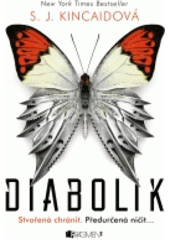 New York Times Bestseller
S. J. KINCAIDOVÁ
DIABOLIK
Stvořená chránit. Předurčená ničit...
FRAGMENT